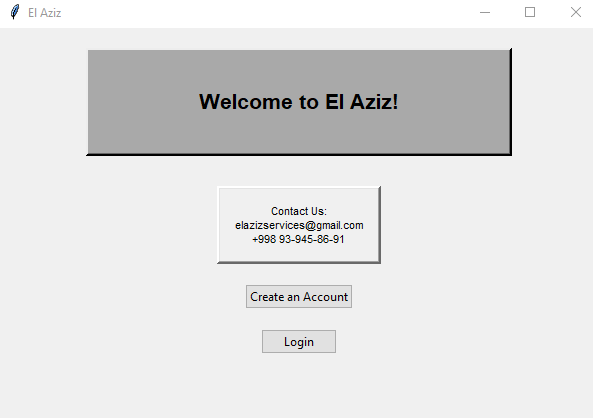 El Aziz
Welcome to El Aziz!
Contact Us:
elazizservices@gmail.com
+998 93-945-86-91
Create an Account
Login